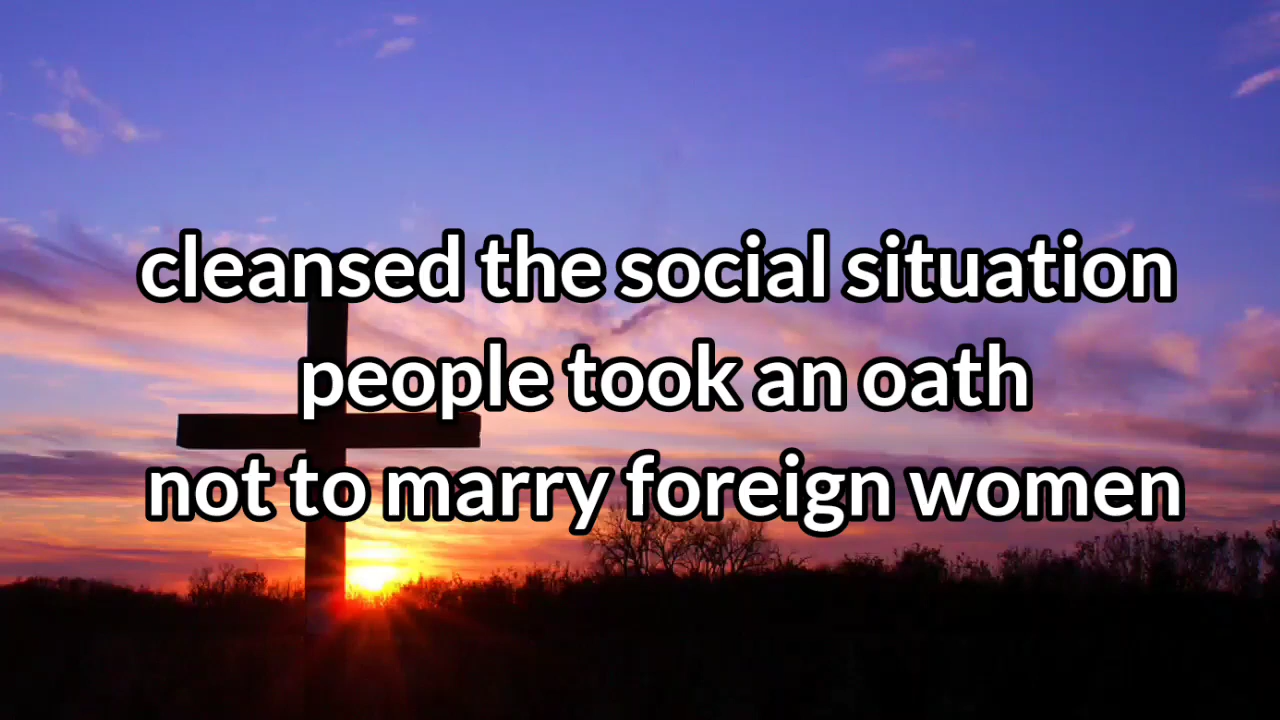 cleansed the social situation
people took an oath
not to marry foreign women